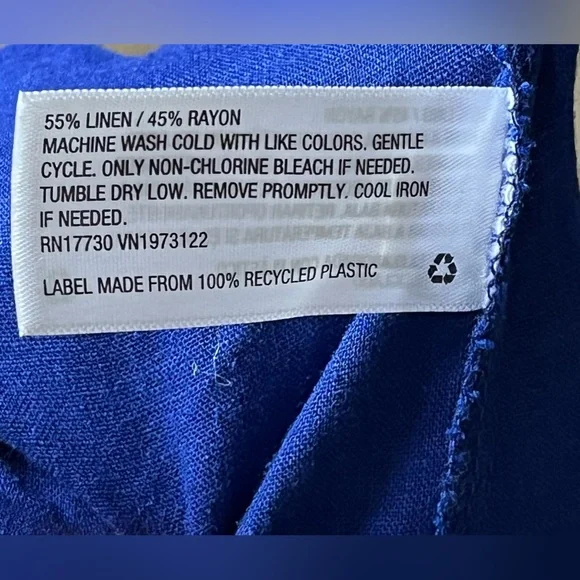 55% LINEN / 45% RAYON
MACHINE WASH COLD WITH LIKE COLORS. GENTLE
CYCLE. ONLY NON-CHLORINE BLEACH IF NEEDED.
TUMBLE DRY LOW. REMOVE PROMPTLY. COOL IRON
IF NEEDED.
RN17730 VN1973122
LABEL MADE FROM 100% RECYCLED PLASTIC